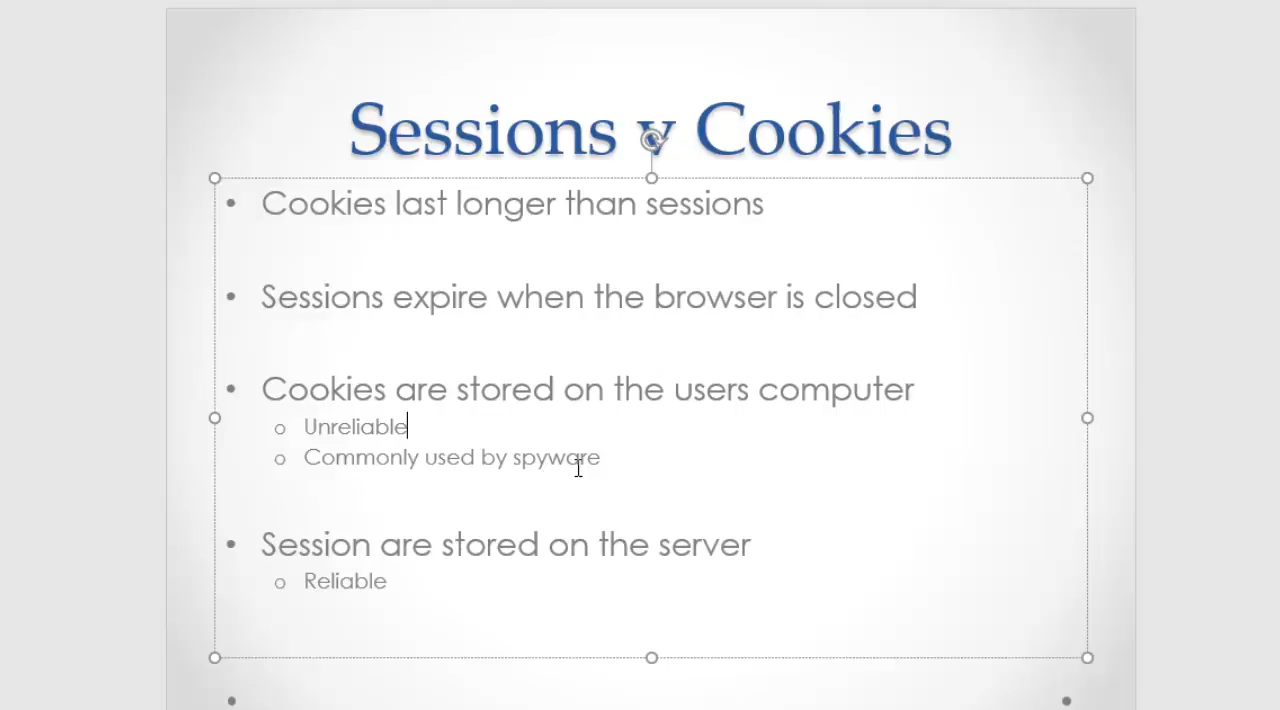 Sessions v Cookies
• Cookies last longer than sessions
• Sessions expire when the browser is closed
• Cookies are stored on the users computer
o Unreliable
o Commonly used by spyware
• Session are stored on the server
o Reliable